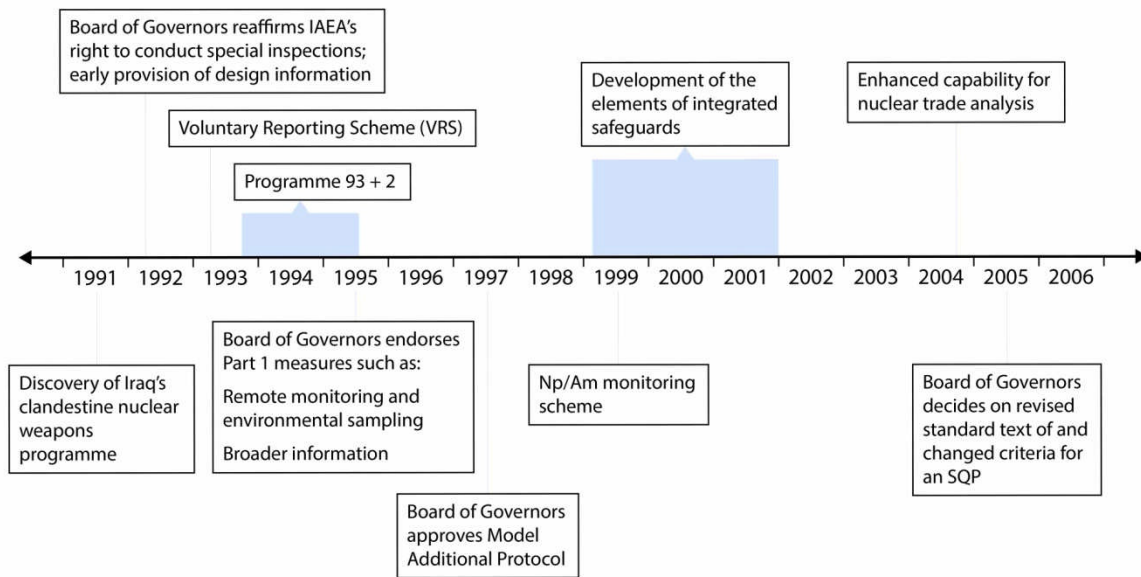 Board of Governors reaffirms IAEA's
right to conduct special inspections;
early provision of design information
Voluntary Reporting Scheme (VRS)
Programme 93 + 2
Development of the
elements of integrated
safeguards
Enhanced capability for
nuclear trade analysis
1991 1992 1993 1994 1995 1996 1997 1998 1999 2000 2001 2002 2003 2004 2005 2006
Discovery of Iraq's
clandestine nuclear
weapons
programme
Board of Governors endorses
Part 1 measures such as:
Remote monitoring and
environmental sampling
Broader information
Board of Governors
approves Model
Additional Protocol
Np/Am monitoring
scheme
Board of Governors
decides on revised
standard text of and
changed criteria for
an SQP